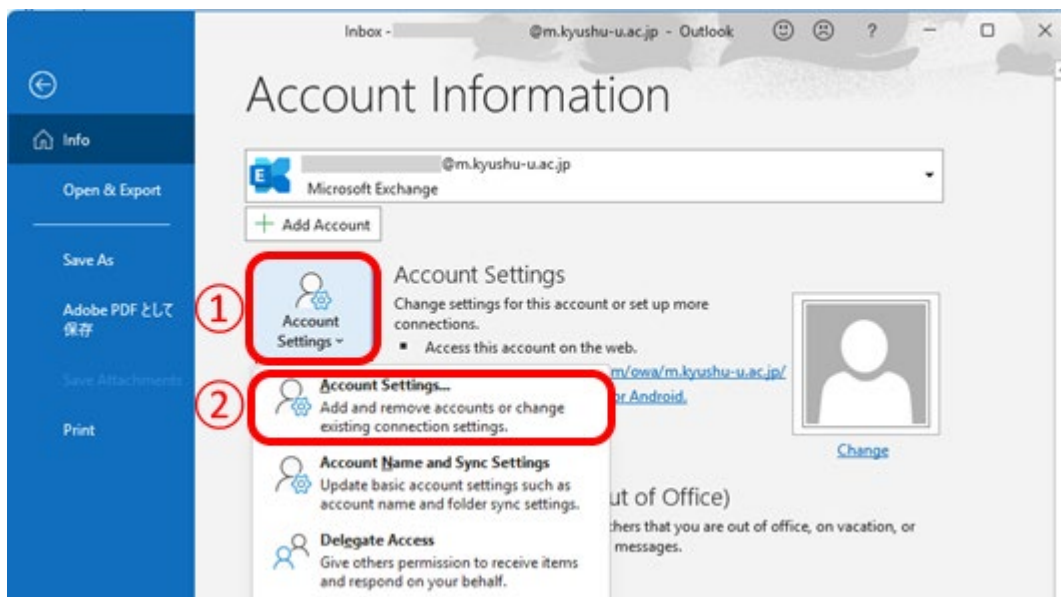 Inbox - @m.kyushu-u.ac.jp - Outlook
Account Information
Info
Open & Export
Save As
Adobe PDF として
保存
Save Attachments
Print
@m.kyushu-u.ac.jp
Microsoft Exchange
Add Account
①
Account
Settings
Account Settings
Change settings for this account or set up more
connections.
▪ Access this account on the web.
m/owa/m.kyushu-u.ac.jp/
or Android.
Change
②
Account Settings...
Add and remove accounts or change
existing connection settings.
Account Name and Sync Settings
Update basic account settings such as
account name and folder sync settings.
Delegate Access
Give others permission to receive items
and respond on your behalf.
ut of Office)
thers that you are out of office, on vacation, or
messages.